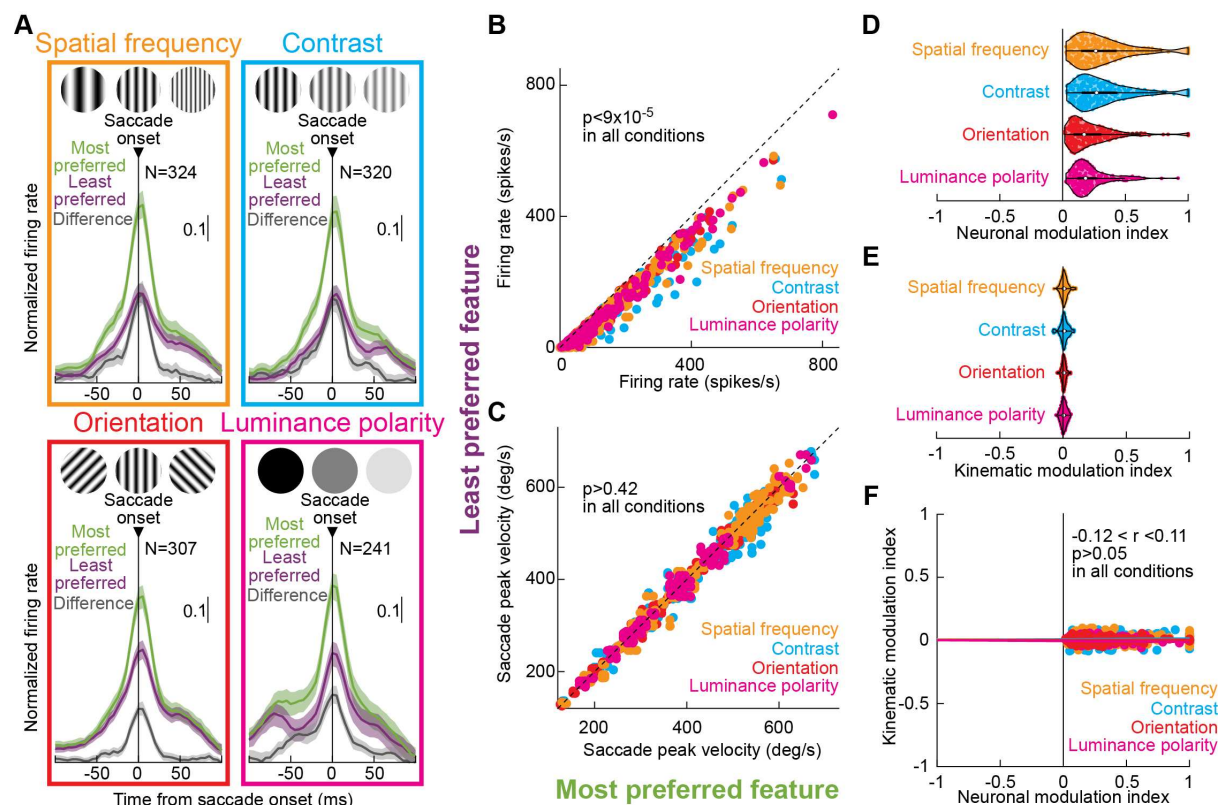 A
Spatial frequency
Contrast
Saccade
onset
Most
preferred
N=324
Least
preferred
Difference
0.1
-50
0
50
Saccade
onset
Most
preferred
N=320
Least
preferred
Difference
0.1
-50
0
50
Normalized firing rate
Orientation
Luminance polarity
Saccade
onset
Most
preferred
N=307
Least
preferred
Difference
0.1
-50
0
50
Saccade
onset
Most
preferred
N=241
Least
preferred
Difference
0.1
-50
0
50
Normalized firing rate
Time from saccade onset (ms)
Least preferred feature
B
800
400
0
Firing rate (spikes/s)
p<9x10-5
in all conditions
Spatial frequency
Contrast
Orientation
Luminance polarity
0
400
800
Firing rate (spikes/s)
C
600
400
200
Saccade peak velocity (deg/s)
p>0.42
in all conditions
Spatial frequency
Contrast
Orientation
Luminance polarity
200
400
600
Saccade peak velocity (deg/s)
Most preferred feature
D
Spatial frequency
Contrast
Orientation
Luminance polarity
-1
-0.5
0
0.5
1
Neuronal modulation index
E
Spatial frequency
Contrast
Orientation
Luminance polarity
-1
-0.5
0
0.5
1
Kinematic modulation index
F
1
0.5
0
-0.5
-1
Kinematic modulation index
-0.12 < r <0.11
p>0.05
in all conditions
Spatial frequency
Contrast
Orientation
Luminance polarity
-1
-0.5
0
0.5
1
Neuronal modulation index